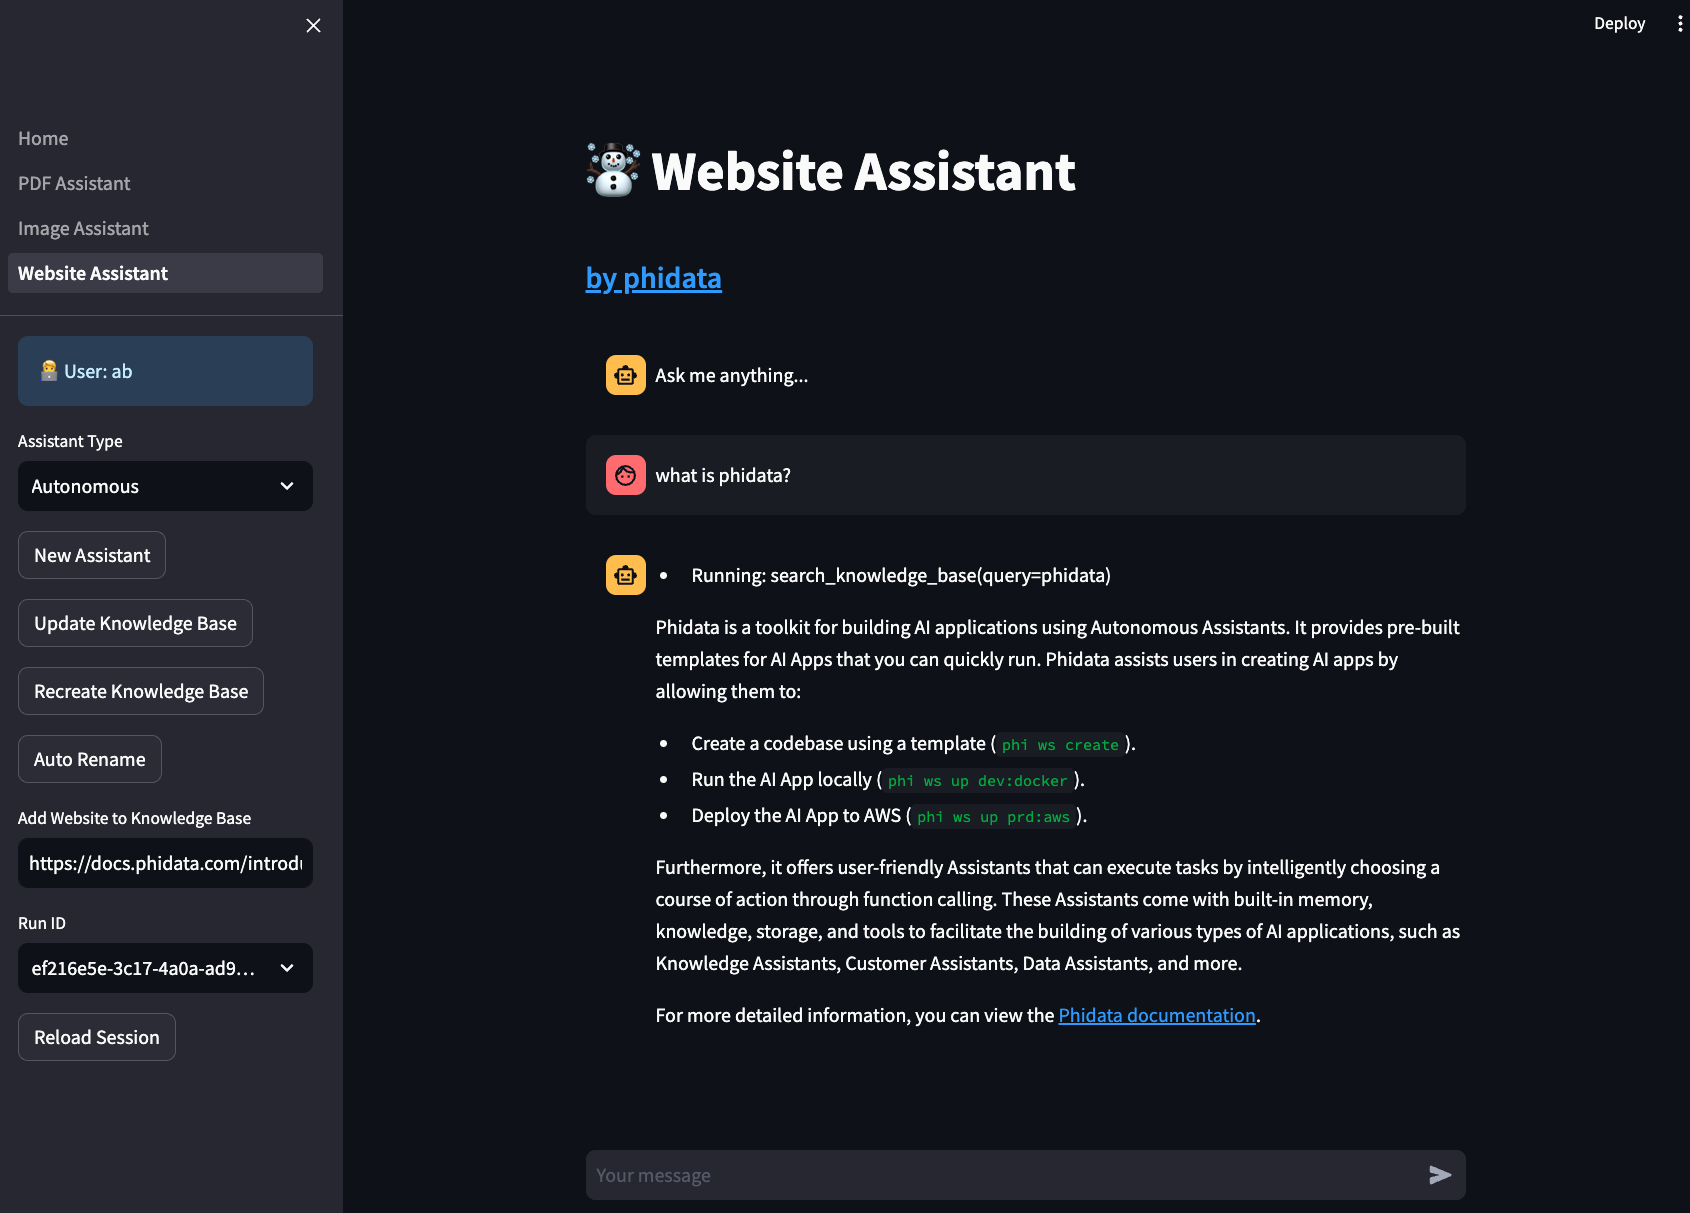 Deploy
Home
PDF Assistant
Image Assistant
Website Assistant
User: ab
Assistant Type
Autonomous
New Assistant
Update Knowledge Base
Recreate Knowledge Base
Auto Rename
Add Website to Knowledge Base
https://docs.phidata.com/introdu
Run ID
ef216e5e-3c17-4a0a-ad9...
Reload Session
Website Assistant
by phidata
Ask me anything...
what is phidata?
• Running: search_knowledge_base(query=phidata)
Phidata is a toolkit for building AI applications using Autonomous Assistants. It provides pre-built
templates for AI Apps that you can quickly run. Phidata assists users in creating AI apps by
allowing them to:
• Create a codebase using a template ( phi ws create ).
• Run the AI App locally ( phi ws up dev:docker ).
• Deploy the AI App to AWS ( phi ws up prd:aws ).
Furthermore, it offers user-friendly Assistants that can execute tasks by intelligently choosing a
course of action through function calling. These Assistants come with built-in memory,
knowledge, storage, and tools to facilitate the building of various types of AI applications, such as
Knowledge Assistants, Customer Assistants, Data Assistants, and more.
For more detailed information, you can view the Phidata documentation.
Your message